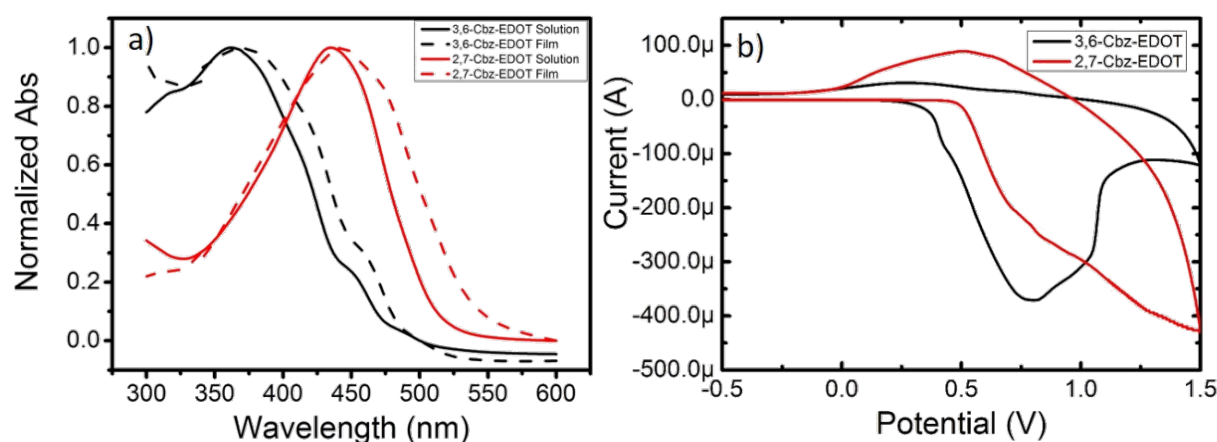 a)
3,6-Cbz-EDOT Solution
3,6-Cbz-EDOT Film
2,7-Cbz-EDOT Solution
2,7-Cbz-EDOT Film
Normalized Abs
1.0
0.8
0.6
0.4
0.2
0.0
300 350 400 450 500 550 600
Wavelength (nm)
b)
3,6-Cbz-EDOT
2,7-Cbz-EDOT
Current (A)
100.0µ
0.0
-100.0µ
-200.0µ
-300.0µ
-400.0µ
-500.0µ
-0.5 0.0 0.5 1.0 1.5
Potential (V)